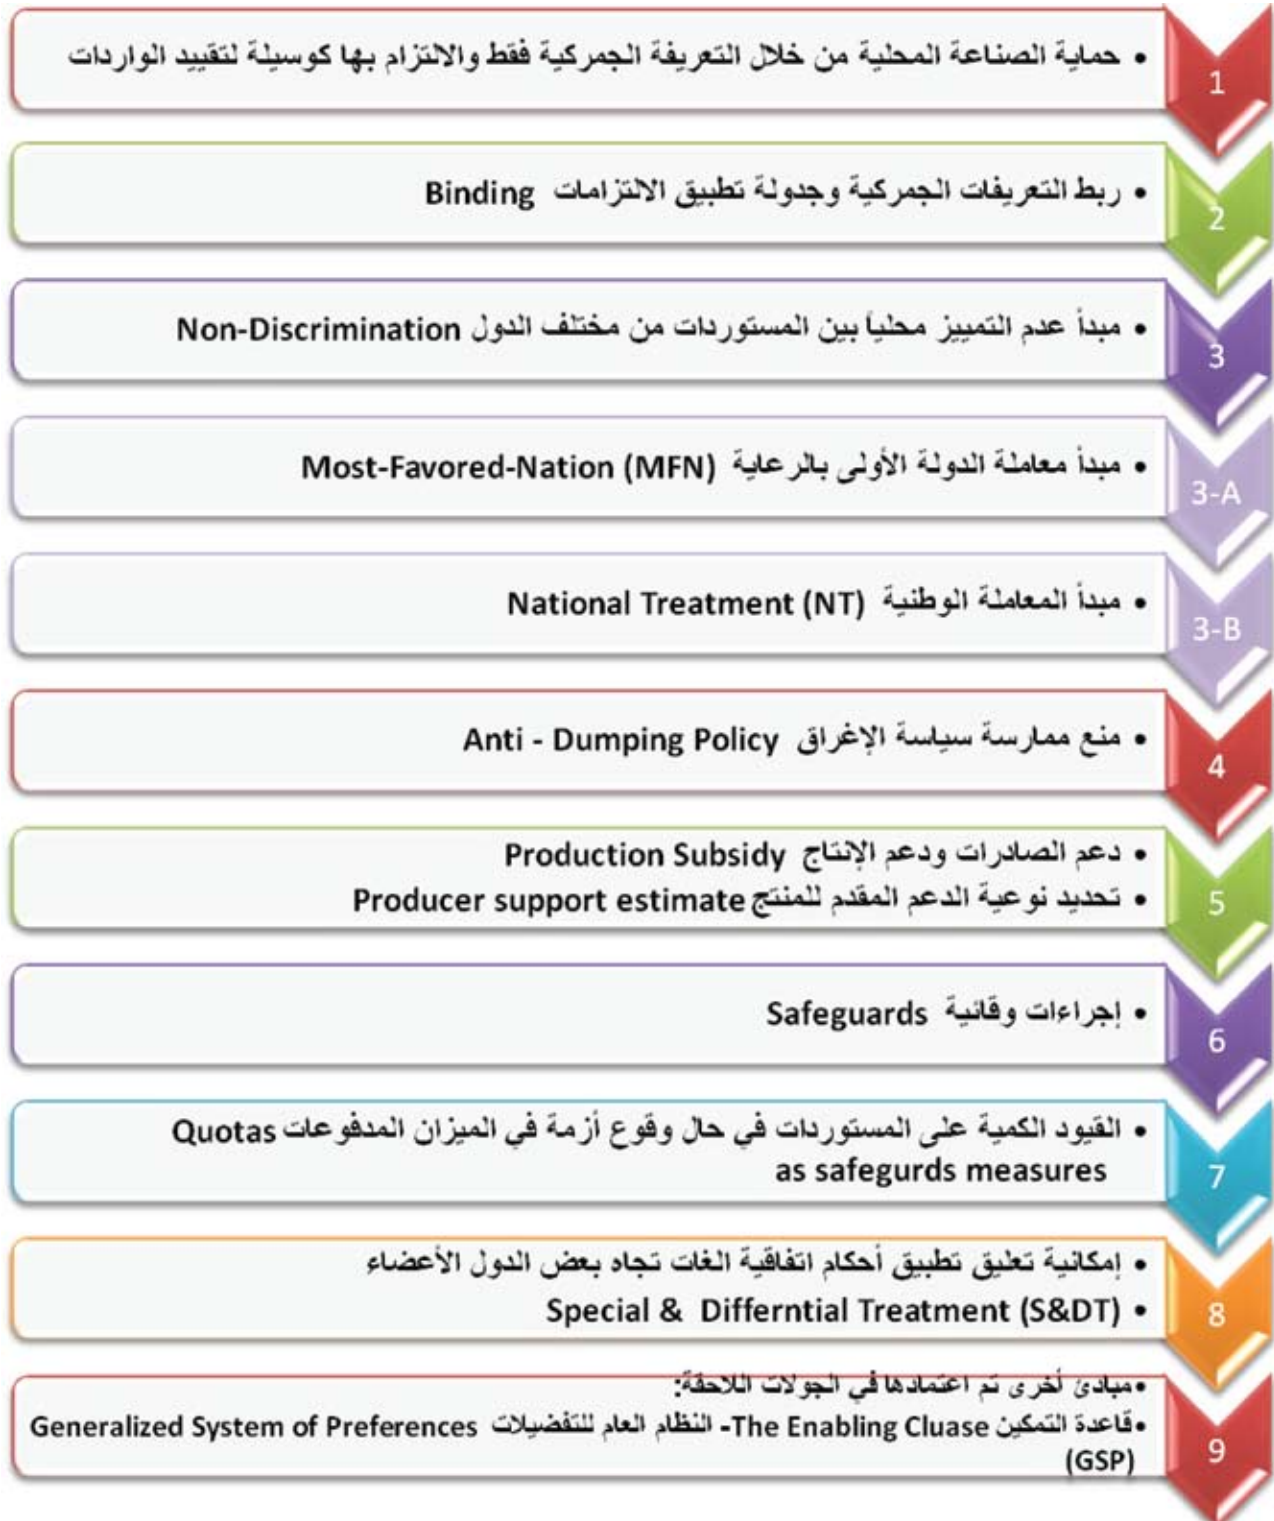 1
• حماية الصناعة المحلية من خلال التعريفة الجمركية فقط والالتزام بها كوسيلة لتقييد الواردات
2
• ربط التعريفات الجمركية وجدولة تطبيق الالتزامات Binding
3
• مبدأ عدم التمييز محلياً بين المستوردات من مختلف الدول Non-Discrimination
3-A
• مبدأ معاملة الدولة الأولى بالرعاية Most-Favored-Nation (MFN)
3-B
• مبدأ المعاملة الوطنية National Treatment (NT)
4
• منع ممارسة سياسة الإغراق Anti - Dumping Policy
5
• دعم الصادرات ودعم الإنتاج Production Subsidy
• تحديد نوعية الدعم المقدم للمنتج Producer support estimate
6
• إجراءات وقائية Safeguards
7
• القيود الكمية على المستوردات في حال وقوع أزمة في الميزان المدفوعات Quotas
as safegurds measures
8
• إمكانية تعليق تطبيق أحكام اتفاقية الغات تجاه بعض الدول الأعضاء
• Special & Differntial Treatment (S&DT)
9
•مبادئ أخرى تم اعتمادها في الجولات اللاحقة:
•قاعدة التمكين The Enabling Cluase- النظام العام للتفضيلات Generalized System of Preferences
(GSP)